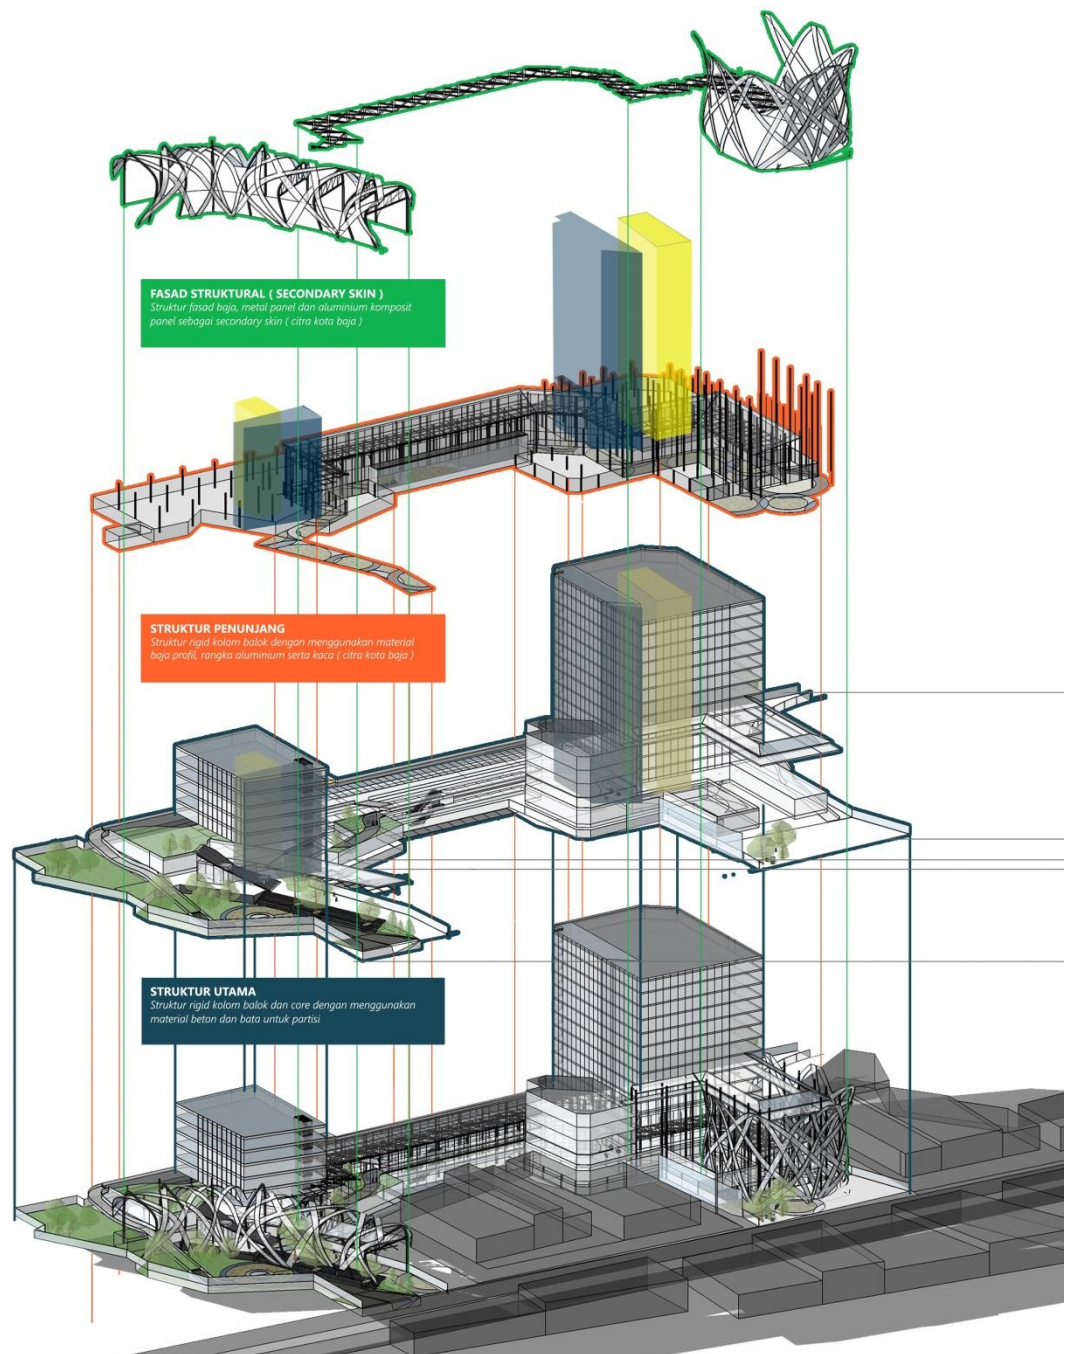 FASAD STRUKTURAL ( SECONDARY SKIN )
Struktur fasad baja, metal panel dan aluminium komposit
panel sebagai secondary skin ( citra kota baja )
STRUKTUR PENUNJANG
Struktur rigid kolom balok dengan menggunakan material
baja profil, rangka aluminium serta kaca ( citra kota baja )
STRUKTUR UTAMA
Struktur rigid kolom balok dan core dengan menggunakan
material beton dan bata untuk partisi